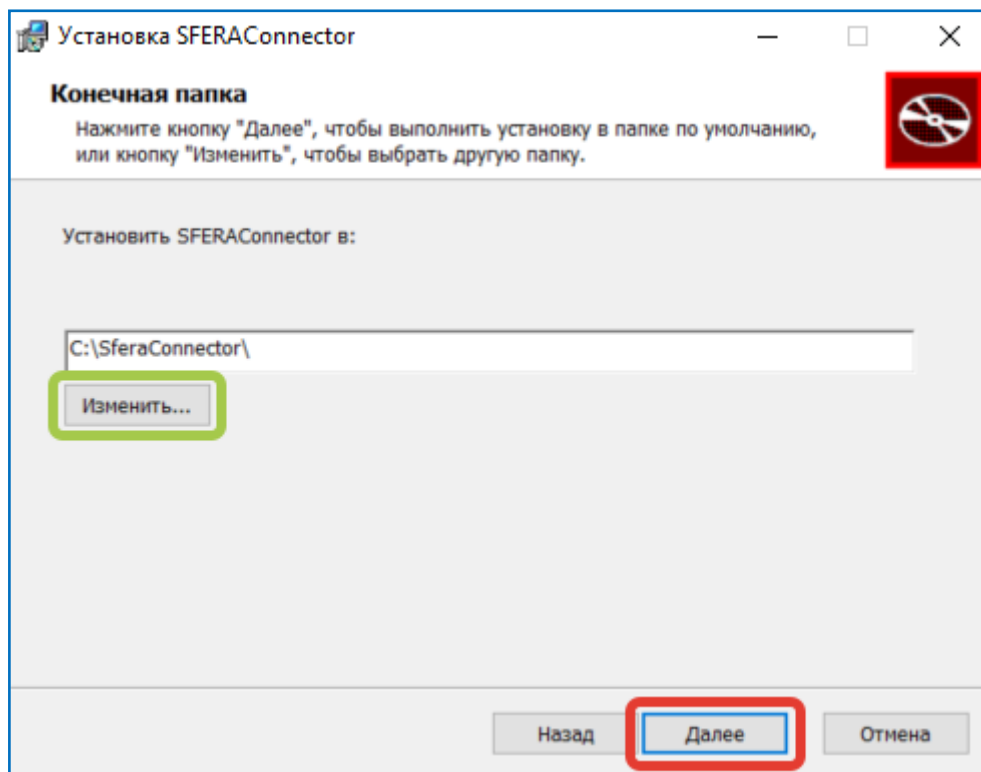 Установка SFERAConnector
Конечная папка
Нажмите кнопку "Далее", чтобы выполнить установку в папке по умолчанию,
или кнопку "Изменить", чтобы выбрать другую папку.
Установить SFERAConnector в:
C:\SferaConnector\
Изменить...
Назад
Далее
Отмена